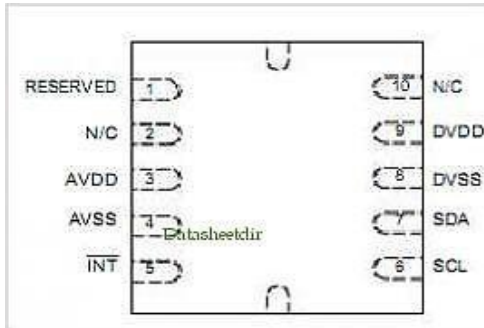 RESERVED 1 10 N/C
N/C 2 9 DVDD
AVDD 3 8 DVSS
AVSS 4 7 SDA
Datasheetdir
INT 5 6 SCL